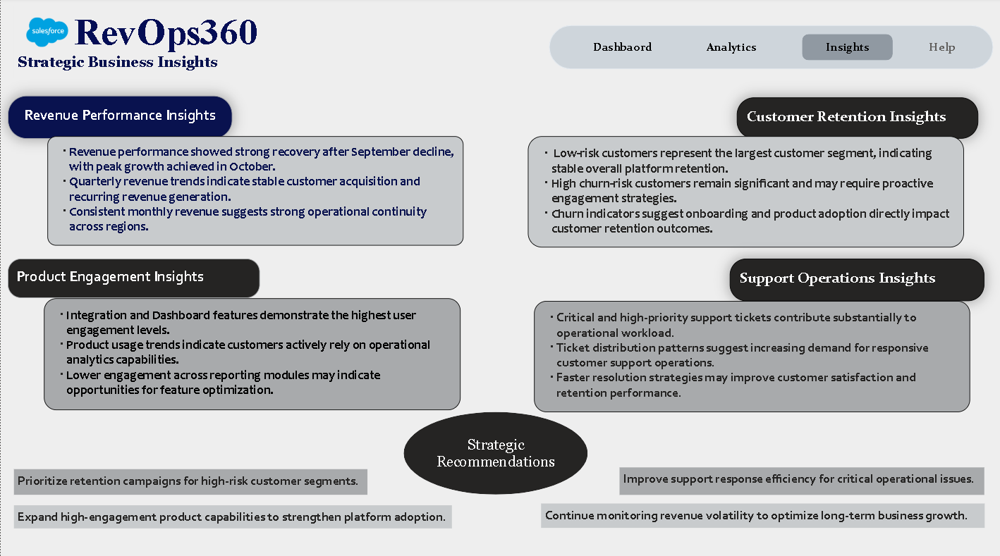 salesforce
RevOps360
Strategic Business Insights
Dashbaord
Analytics
Insights
Help
Revenue Performance Insights
· Revenue performance showed strong recovery after September decline,
with peak growth achieved in October.
· Quarterly revenue trends indicate stable customer acquisition and
recurring revenue generation.
· Consistent monthly revenue suggests strong operational continuity
across regions.
Customer Retention Insights
· Low-risk customers represent the largest customer segment, indicating
stable overall platform retention.
· High churn-risk customers remain significant and may require proactive
engagement strategies.
· Churn indicators suggest onboarding and product adoption directly impact
customer retention outcomes.
Product Engagement Insights
· Integration and Dashboard features demonstrate the highest user
engagement levels.
· Product usage trends indicate customers actively rely on operational
analytics capabilities.
· Lower engagement across reporting modules may indicate
opportunities for feature optimization.
Support Operations Insights
· Critical and high-priority support tickets contribute substantially to
operational workload.
· Ticket distribution patterns suggest increasing demand for responsive
customer support operations.
· Faster resolution strategies may improve customer satisfaction and
retention performance.
Strategic
Recommendations
Prioritize retention campaigns for high-risk customer segments.
Expand high-engagement product capabilities to strengthen platform adoption.
Improve support response efficiency for critical operational issues.
Continue monitoring revenue volatility to optimize long-term business growth.